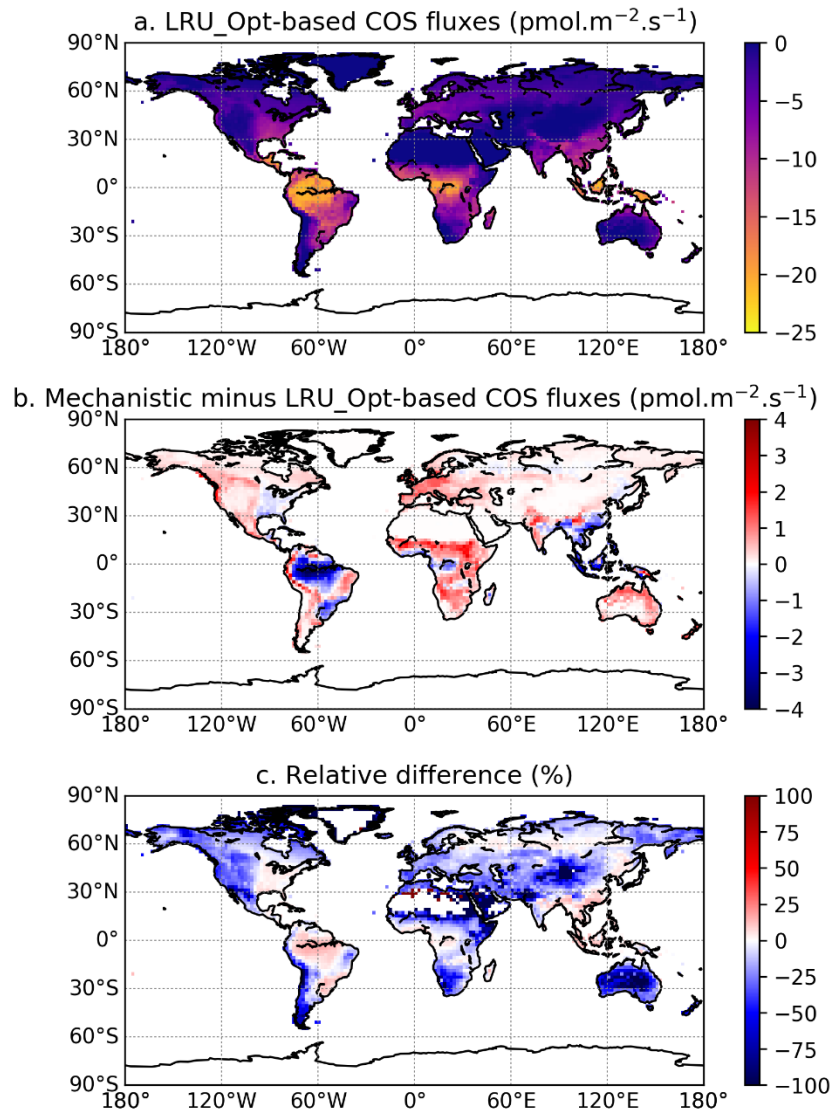 a. LRU_Opt-based COS fluxes (pmol.m⁻².s⁻¹)
90°N
60°N
30°N
0°
30°S
60°S
90°S
180°
120°W
60°W
0°
60°E
120°E
180°
0
−5
−10
−15
−20
−25
b. Mechanistic minus LRU_Opt-based COS fluxes (pmol.m⁻².s⁻¹)
90°N
60°N
30°N
0°
30°S
60°S
90°S
180°
120°W
60°W
0°
60°E
120°E
180°
4
3
2
1
0
−1
−2
−3
−4
c. Relative difference (%)
90°N
60°N
30°N
0°
30°S
60°S
90°S
180°
120°W
60°W
0°
60°E
120°E
180°
100
75
50
25
0
−25
−50
−75
−100